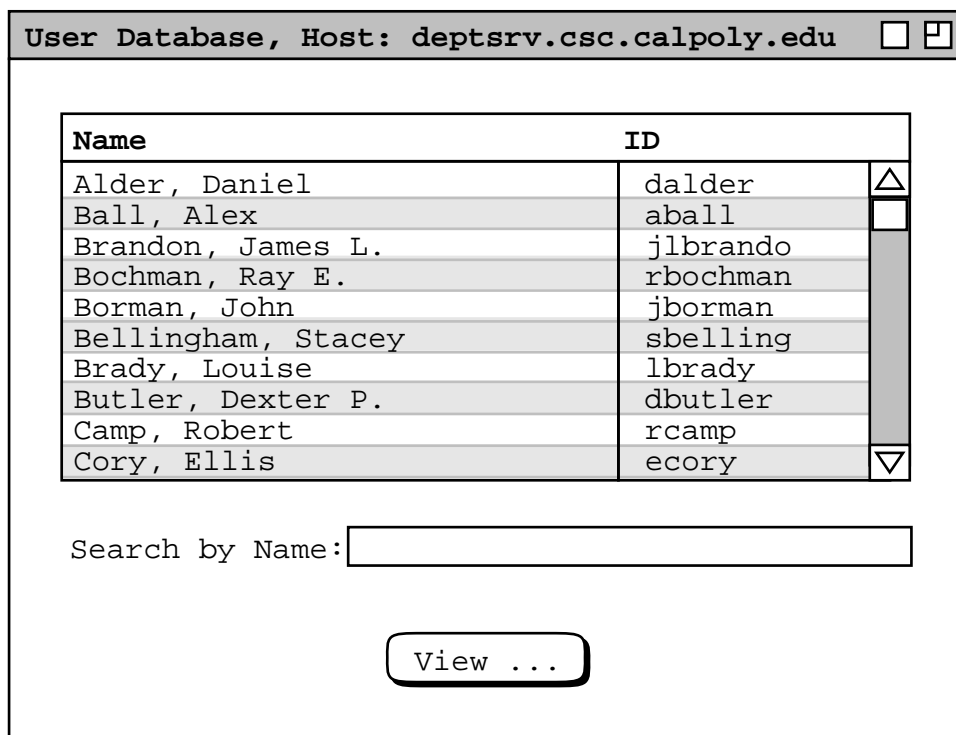 User Database, Host: deptsrv.csc.calpoly.edu
Name ID
Alder, Daniel dalder
Ball, Alex aball
Brandon, James L. jlbrando
Bochman, Ray E. rbochman
Borman, John jborman
Bellingham, Stacey sbelling
Brady, Louise lbrady
Butler, Dexter P. dbutler
Camp, Robert rcamp
Cory, Ellis ecory
Search by Name:
View ...